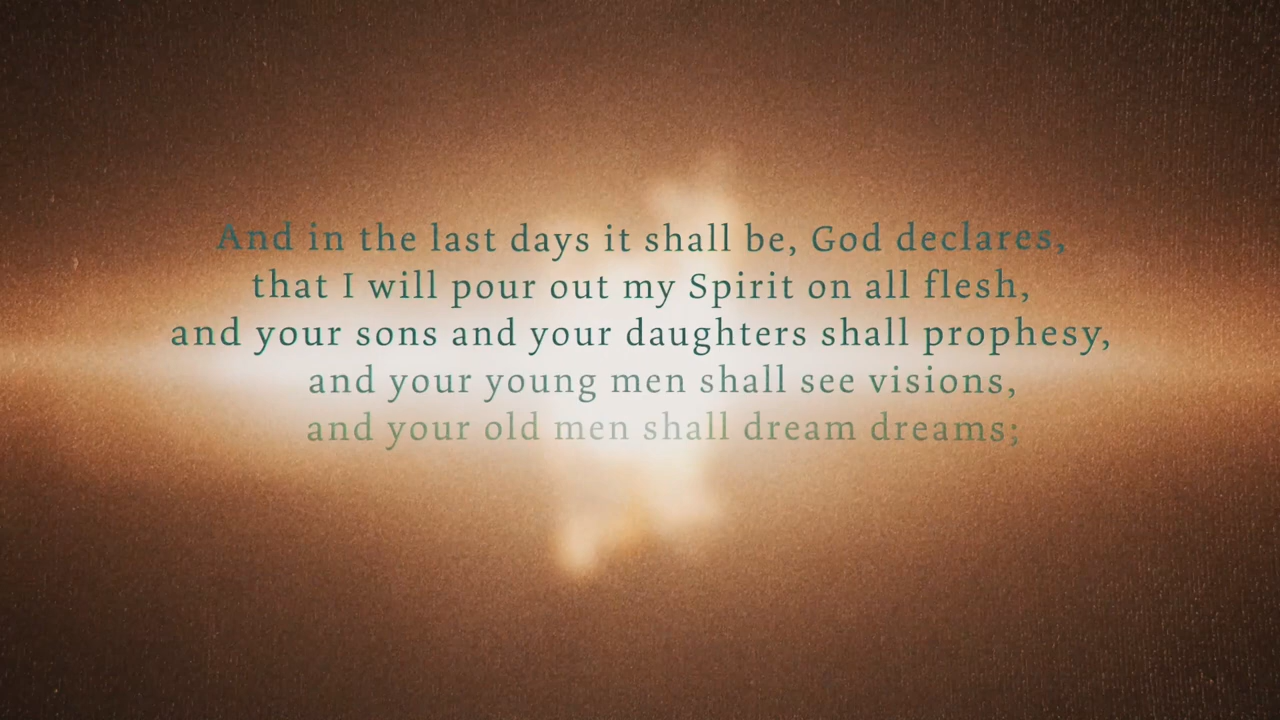 And in the last days it shall be, God declares,
that I will pour out my Spirit on all flesh,
and your sons and your daughters shall prophesy,
and your young men shall see visions,
and your old men shall dream dreams;